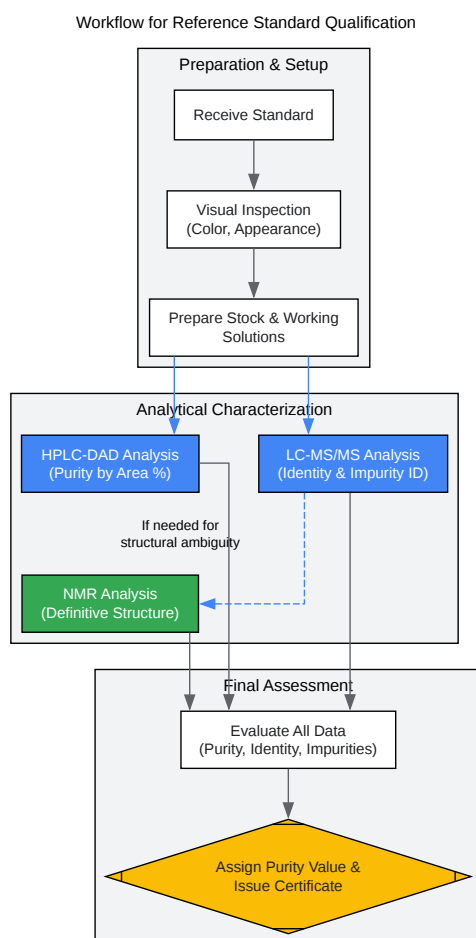 Workflow for Reference Standard Qualification
Preparation & Setup
Receive Standard
Visual Inspection
(Color, Appearance)
Prepare Stock & Working
Solutions
Analytical Characterization
HPLC-DAD Analysis
(Purity by Area %)
LC-MS/MS Analysis
(Identity & Impurity ID)
If needed for
structural ambiguity
NMR Analysis
(Definitive Structure)
Final Assessment
Evaluate All Data
(Purity, Identity, Impurities)
Assign Purity Value &
Issue Certificate